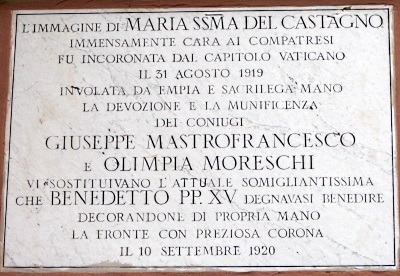 L'IMMAGINE DI MARIA SSMA DEL CASTAGNO
IMMENSAMENTE CARA AI COMPATRESI
FU INCORONATA DAL CAPITOLO VATICANO
IL 31 AGOSTO 1919
INVOLATA DA EMPIA E SACRILEGA MANO
LA DEVOZIONE E LA MUNIFICENZA
DEI CONIUGI
GIUSEPPE MASTROFRANCESCO
E OLIMPIA MORESCHI
VI SOSTITUIVANO L'ATTUALE SOMIGLIANTISSIMA
CHE BENEDETTO PP. XV DEGNAVASI BENEDIRE
DECORANDONE DI PROPRIA MANO
LA FRONTE CON PREZIOSA CORONA
IL 10 SETTEMBRE 1920